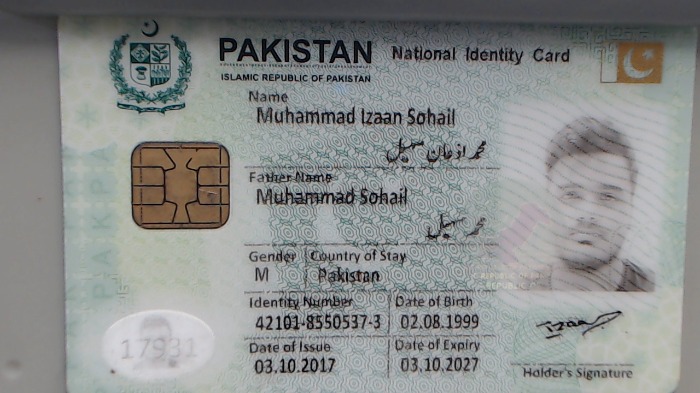 PAKISTAN National Identity Card
ISLAMIC REPUBLIC OF PAKISTAN
Name
Muhammad Izaan Sohail
محمد اذعان سہیل
Father Name
Muhammad Sohail
محمد سہیل
Gender Country of Stay
M Pakistan
Identity Number Date of Birth
42101-8550537-3 02.08.1999
Date of Issue Date of Expiry
03.10.2017 03.10.2027
17931
Izaan
Holder's Signature